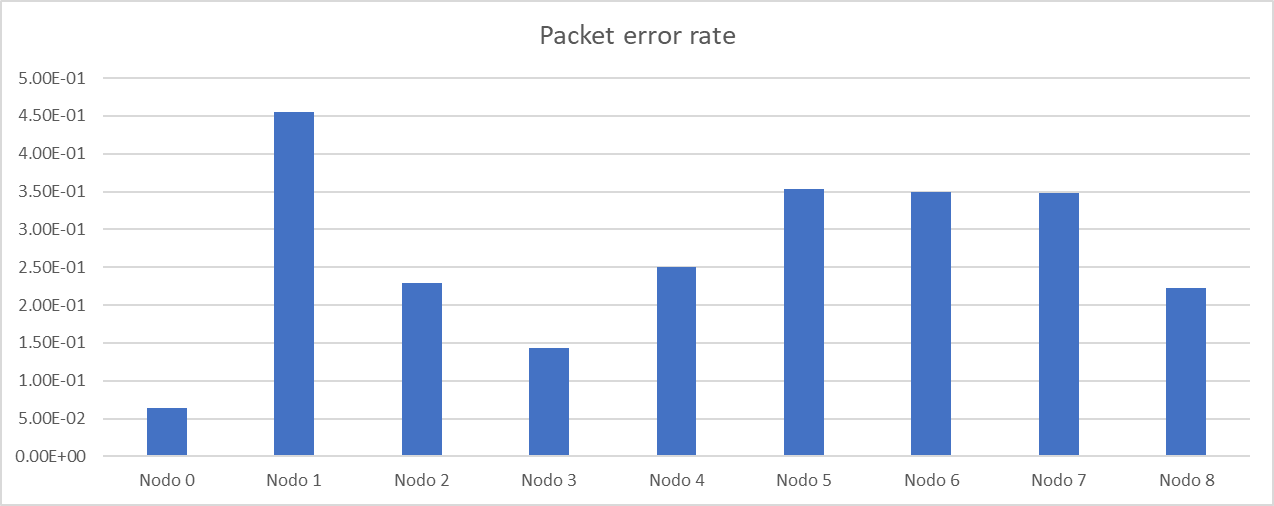 Packet error rate
5.00E-01
4.50E-01
4.00E-01
3.50E-01
3.00E-01
2.50E-01
2.00E-01
1.50E-01
1.00E-01
5.00E-02
0.00E+00
Nodo 0 Nodo 1 Nodo 2 Nodo 3 Nodo 4 Nodo 5 Nodo 6 Nodo 7 Nodo 8